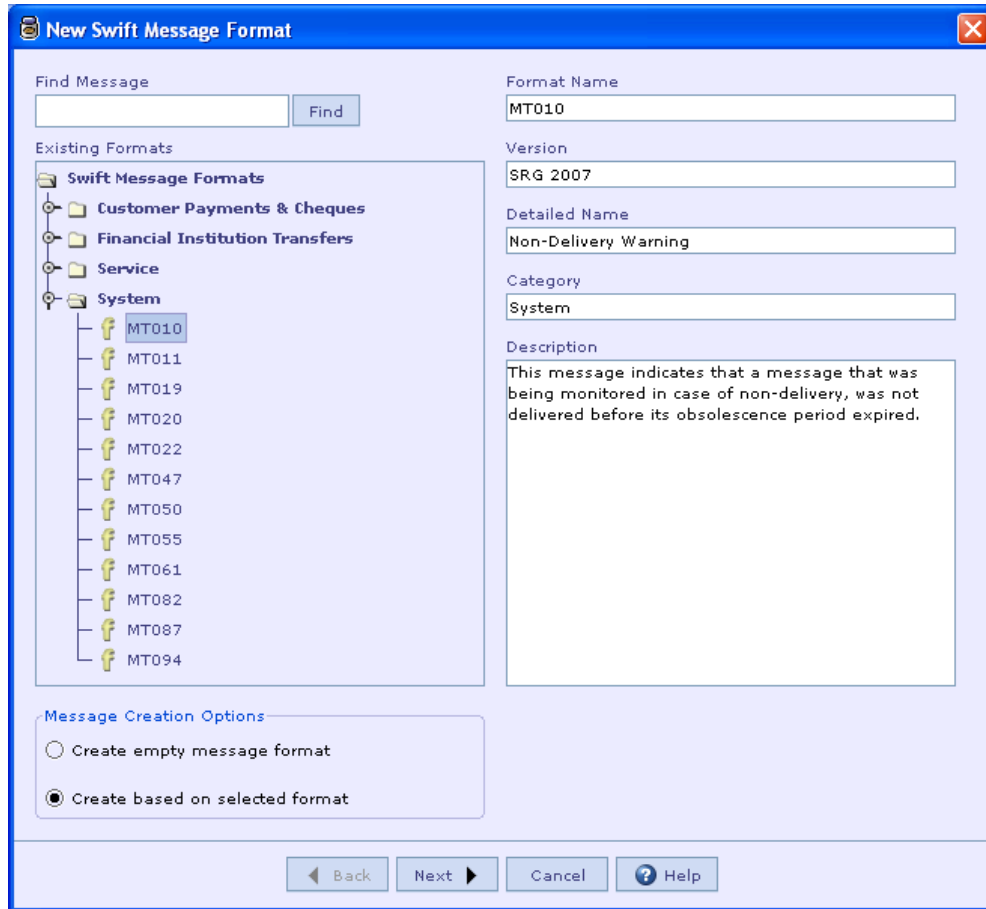 New Swift Message Format
Find Message
Find
Existing Formats
Swift Message Formats
Customer Payments & Cheques
Financial Institution Transfers
Service
System
MT010
MT011
MT019
MT020
MT022
MT047
MT050
MT055
MT061
MT082
MT087
MT094
Message Creation Options
Create empty message format
Create based on selected format
Format Name
MT010
Version
SRG 2007
Detailed Name
Non-Delivery Warning
Category
System
Description
This message indicates that a message that was
being monitored in case of non-delivery, was not
delivered before its obsolescence period expired.
Back
Next
Cancel
Help